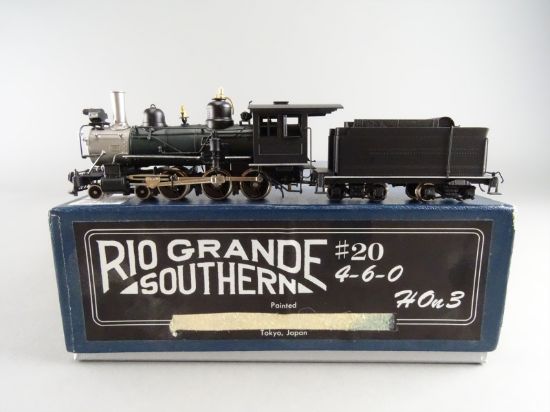 RIO GRANDE
SOUTHERN
#20
4-6-0
HOn3
Painted
Tokyo, Japan